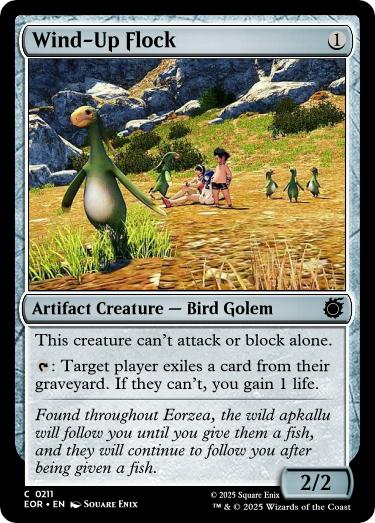 Wind-Up Flock 1
Artifact Creature — Bird Golem
This creature can't attack or block alone.
: Target player exiles a card from their
graveyard. If they can't, you gain 1 life.
Found throughout Eorzea, the wild apkallu
will follow you until you give them a fish,
and they will continue to follow you after
being given a fish.
2/2
C 0211
EOR • EN Square Enix
© 2025 Square Enix
™ & © 2025 Wizards of the Coast